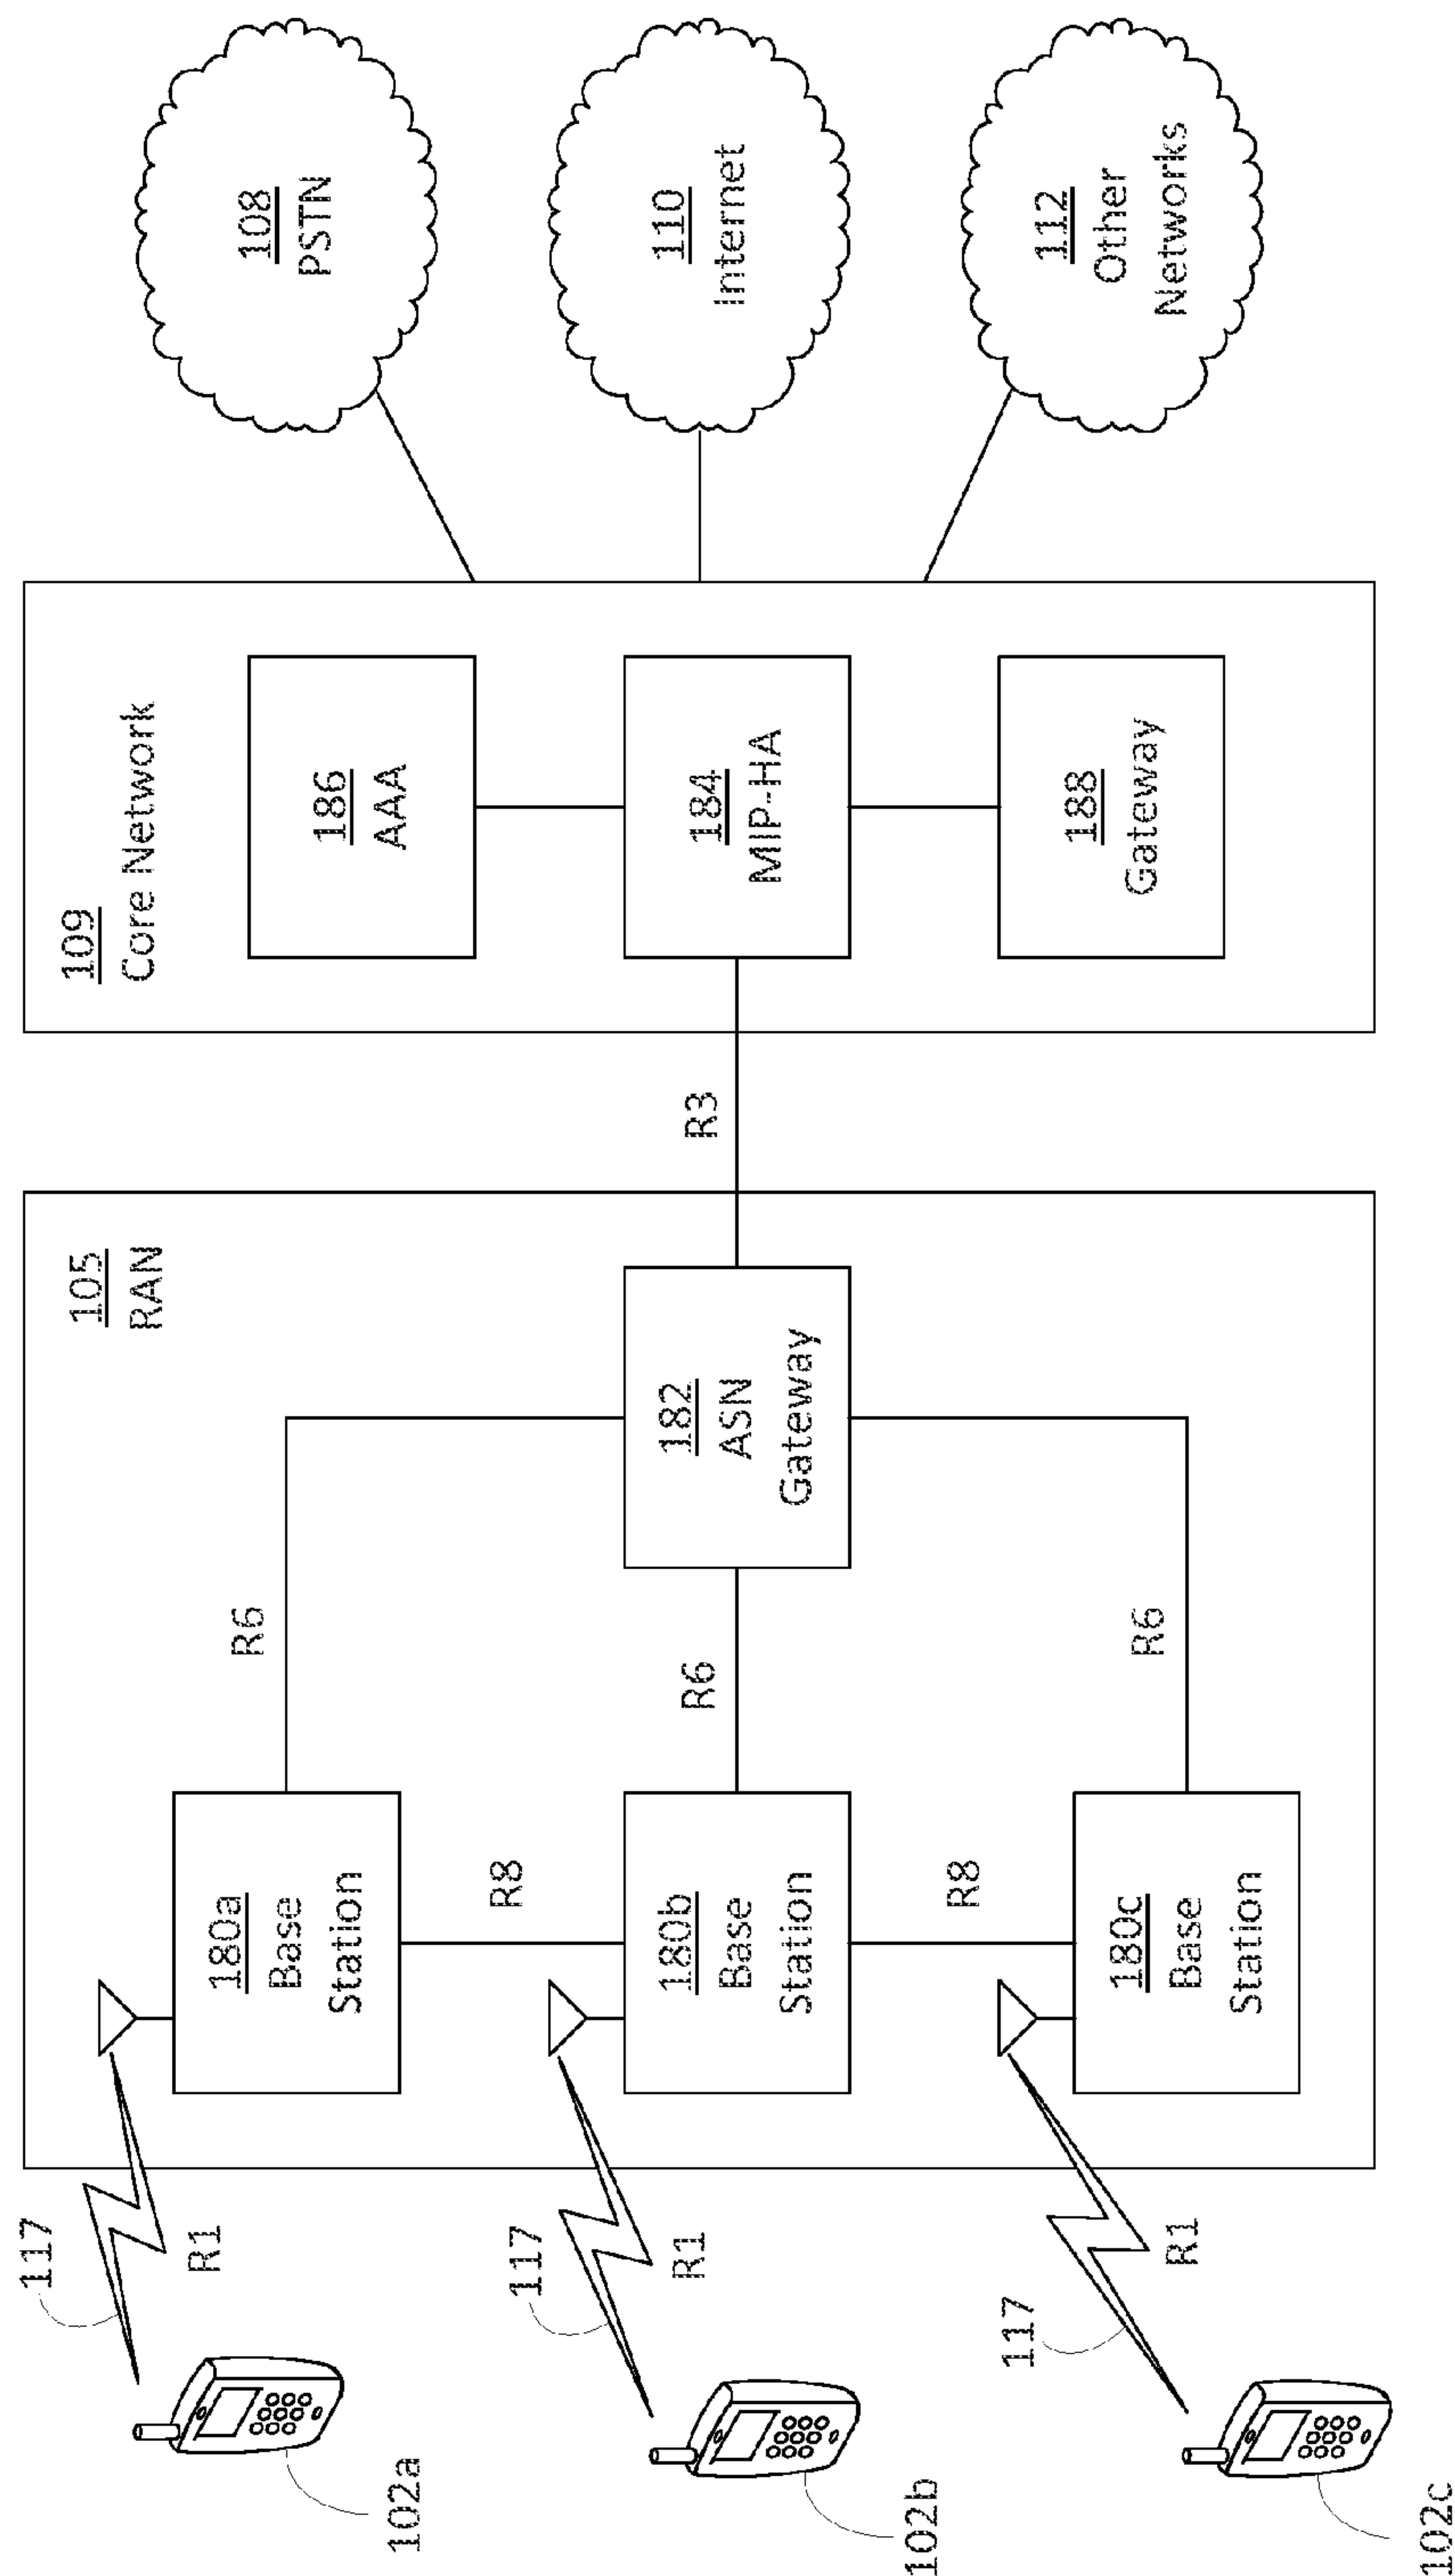 117
R1
102a
117
R1
102b
117
R1
102c
105
RAN
180a
Base
Station
R8
180b
Base
Station
R8
180c
Base
Station
R6
R6
R6
182
ASN
Gateway
R3
109
Core Network
186
AAA
184
MIP-HA
188
Gateway
108
PSTN
110
Internet
112
Other
Networks